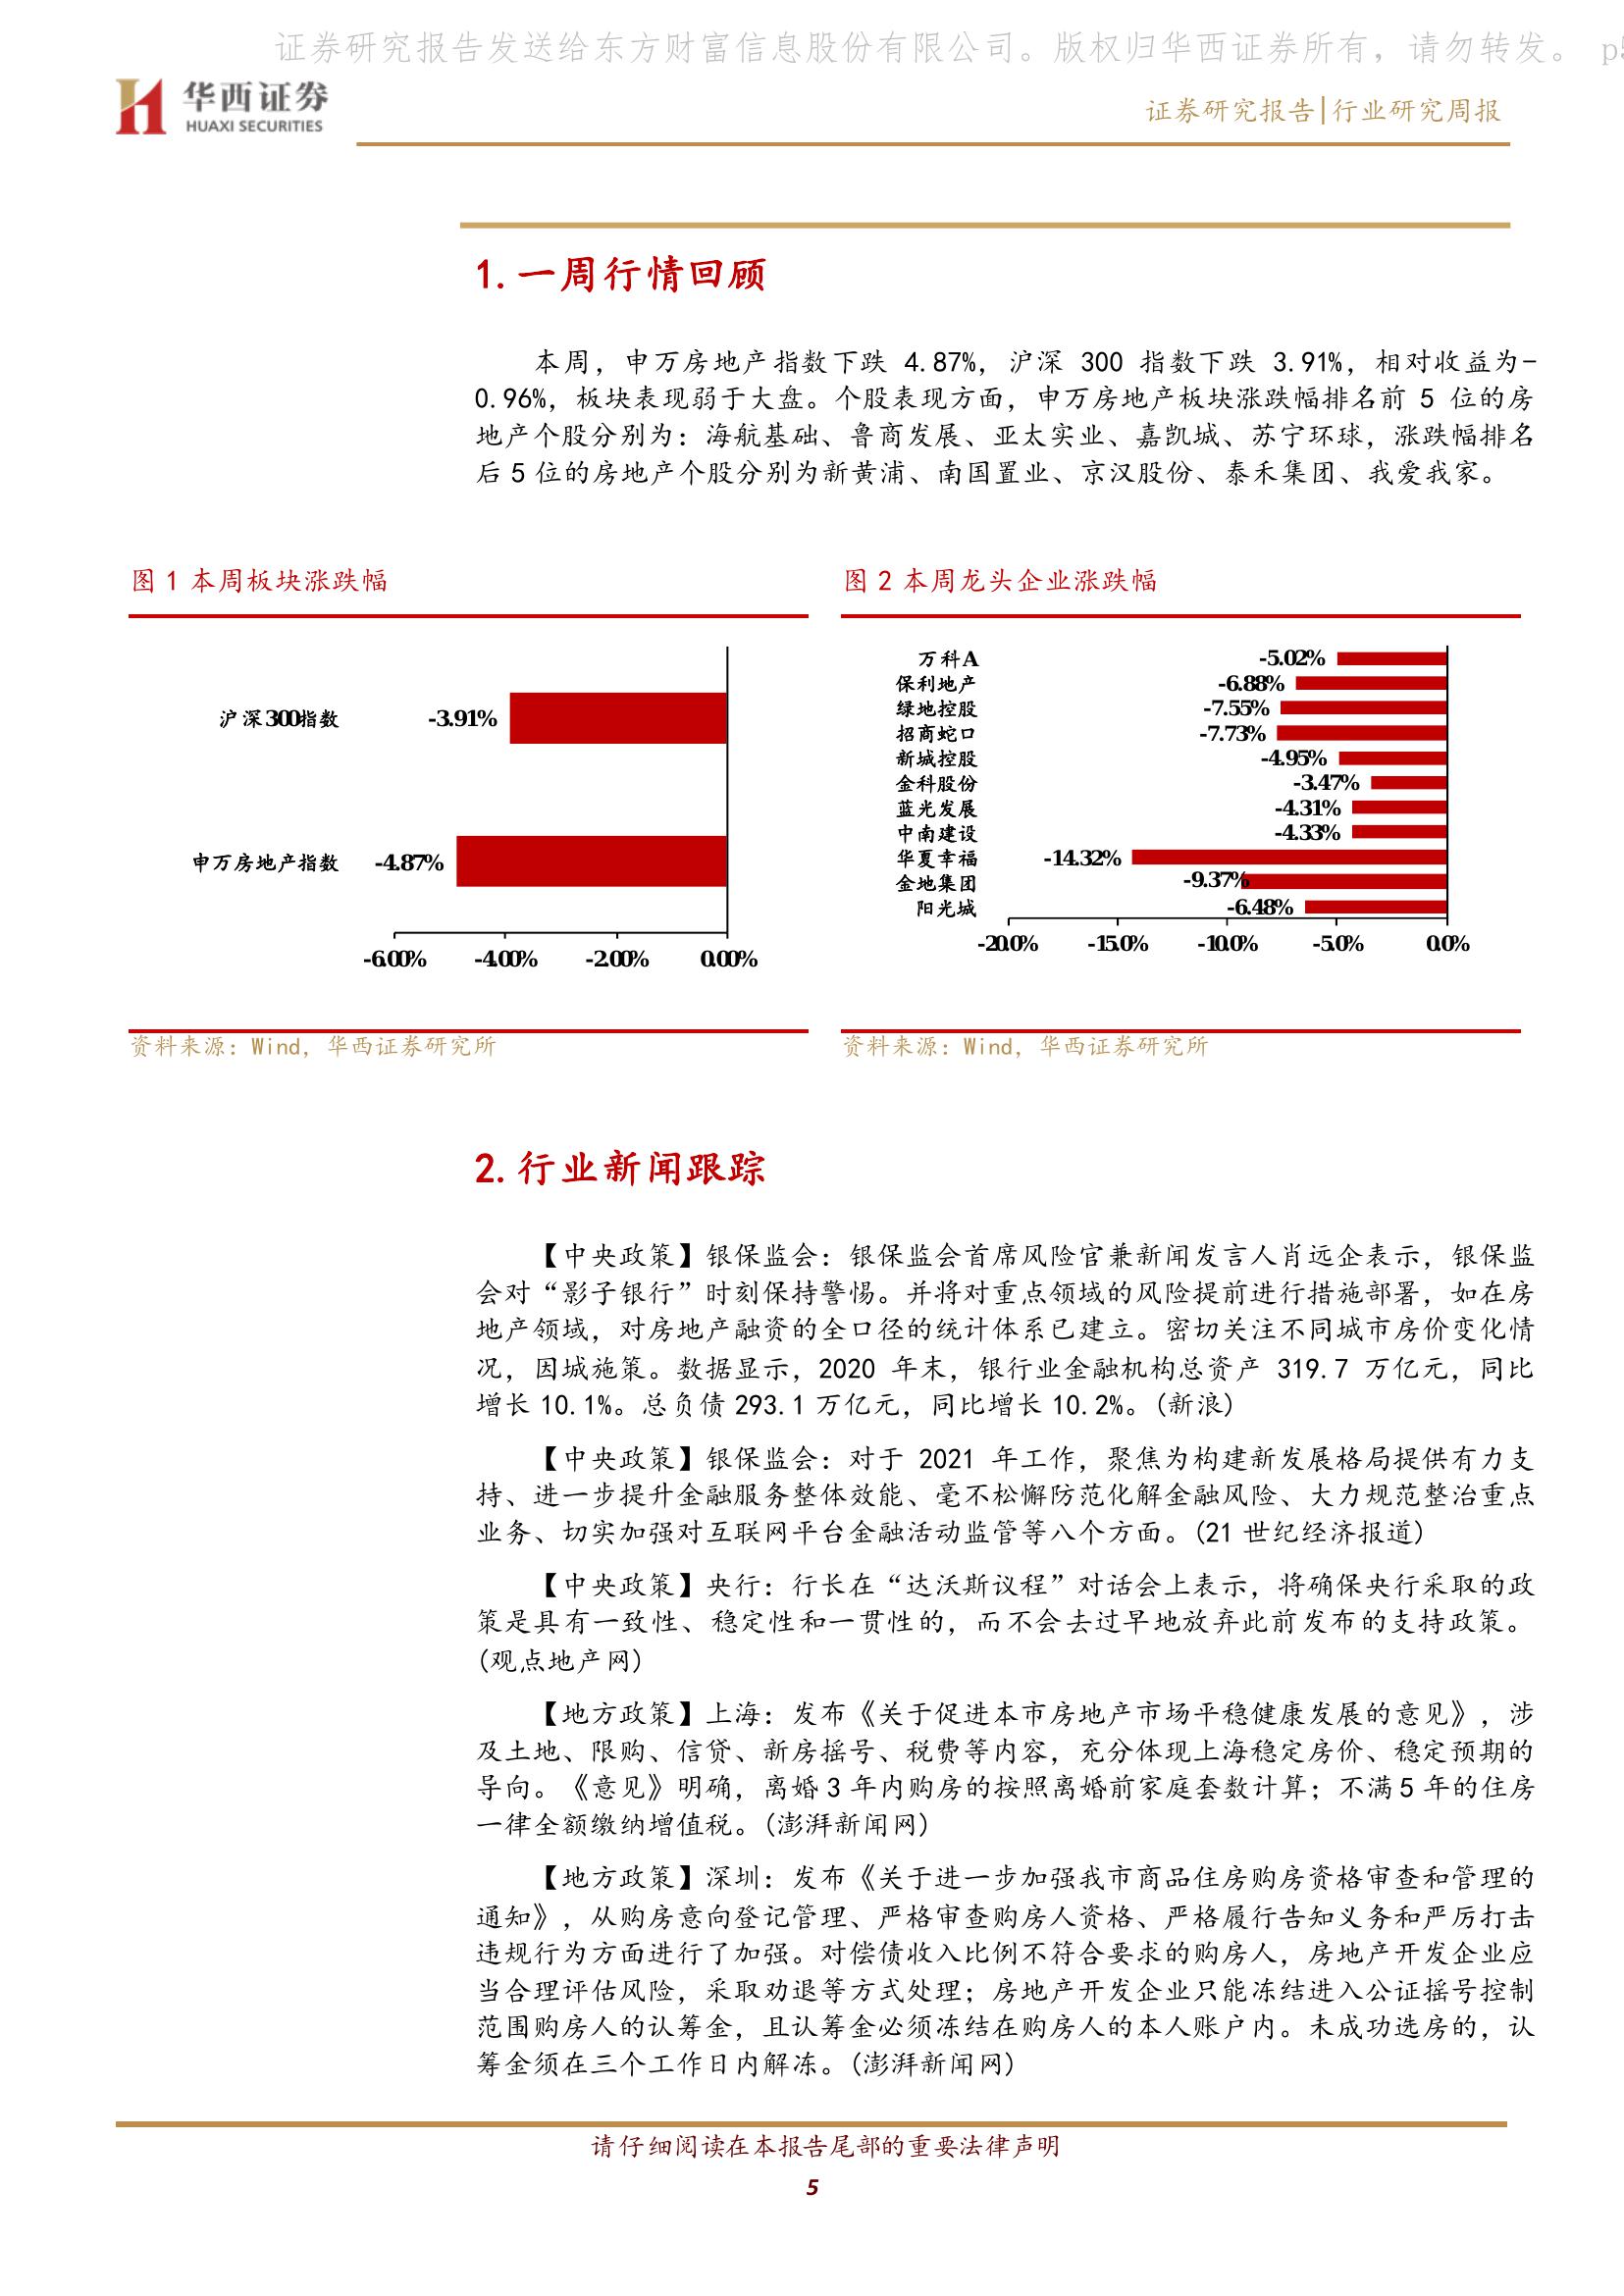 证券研究报告发送给东方财富信息股份有限公司。版权归华西证券所有，请勿转发。 p5
华西证券
HUAXI SECURITIES
证券研究报告|行业研究周报
1. 一周行情回顾
本周，申万房地产指数下跌 4.87%，沪深 300 指数下跌 3.91%，相对收益为-
0.96%，板块表现弱于大盘。个股表现方面，申万房地产板块涨跌幅排名前 5 位的房
地产个股分别为：海航基础、鲁商发展、亚太实业、嘉凯城、苏宁环球，涨跌幅排名
后 5 位的房地产个股分别为新黄浦、南国置业、京汉股份、泰禾集团、我爱我家。
图 1 本周板块涨跌幅
沪深300指数
-3.91%
申万房地产指数
-4.87%
-6.00% -4.00% -2.00% 0.00%
资料来源：Wind，华西证券研究所
图 2 本周龙头企业涨跌幅
万科A -5.02%
保利地产 -6.88%
绿地控股 -7.55%
招商蛇口 -7.73%
新城控股 -4.95%
金科股份 -3.47%
蓝光发展 -4.31%
中南建设 -4.33%
华夏幸福 -14.32%
金地集团 -9.37%
阳光城 -6.48%
-20.0% -15.0% -10.0% -5.0% 0.0%
资料来源：Wind，华西证券研究所
2. 行业新闻跟踪
【中央政策】银保监会：银保监会首席风险官兼新闻发言人肖远企表示，银保监
会对“影子银行”时刻保持警惕。并将对重点领域的风险提前进行措施部署，如在房
地产领域，对房地产融资的全口径的统计体系已建立。密切关注不同城市房价变化情
况，因城施策。数据显示，2020 年末，银行业金融机构总资产 319.7 万亿元，同比
增长 10.1%。总负债 293.1 万亿元，同比增长 10.2%。(新浪)
【中央政策】银保监会：对于 2021 年工作，聚焦为构建新发展格局提供有力支
持、进一步提升金融服务整体效能、毫不松懈防范化解金融风险、大力规范整治重点
业务、切实加强对互联网平台金融活动监管等八个方面。(21 世纪经济报道)
【中央政策】央行：行长在“达沃斯议程”对话会上表示，将确保央行采取的政
策是具有一致性、稳定性和一贯性的，而不会去过早地放弃此前发布的支持政策。
(观点地产网)
【地方政策】上海：发布《关于促进本市房地产市场平稳健康发展的意见》，涉
及土地、限购、信贷、新房摇号、税费等内容，充分体现上海稳定房价、稳定预期的
导向。《意见》明确，离婚 3 年内购房的按照离婚前家庭套数计算；不满 5 年的住房
一律全额缴纳增值税。(澎湃新闻网)
【地方政策】深圳：发布《关于进一步加强我市商品住房购房资格审查和管理的
通知》，从购房意向登记管理、严格审查购房人资格、严格履行告知义务和严厉打击
违规行为方面进行了加强。对偿债收入比例不符合要求的购房人，房地产开发企业应
当合理评估风险，采取劝退等方式处理；房地产开发企业只能冻结进入公证摇号控制
范围购房人的认筹金，且认筹金必须冻结在购房人的本人账户内。未成功选房的，认
筹金须在三个工作日内解冻。(澎湃新闻网)
请仔细阅读在本报告尾部的重要法律声明
5